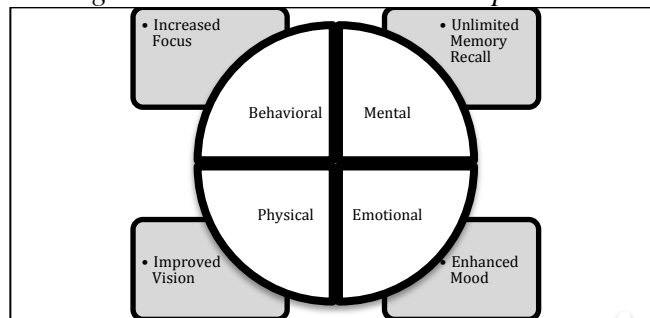 • Increased
Focus
• Unlimited
Memory
Recall
Behavioral
Mental
Physical
Emotional
• Improved
Vision
• Enhanced
Mood